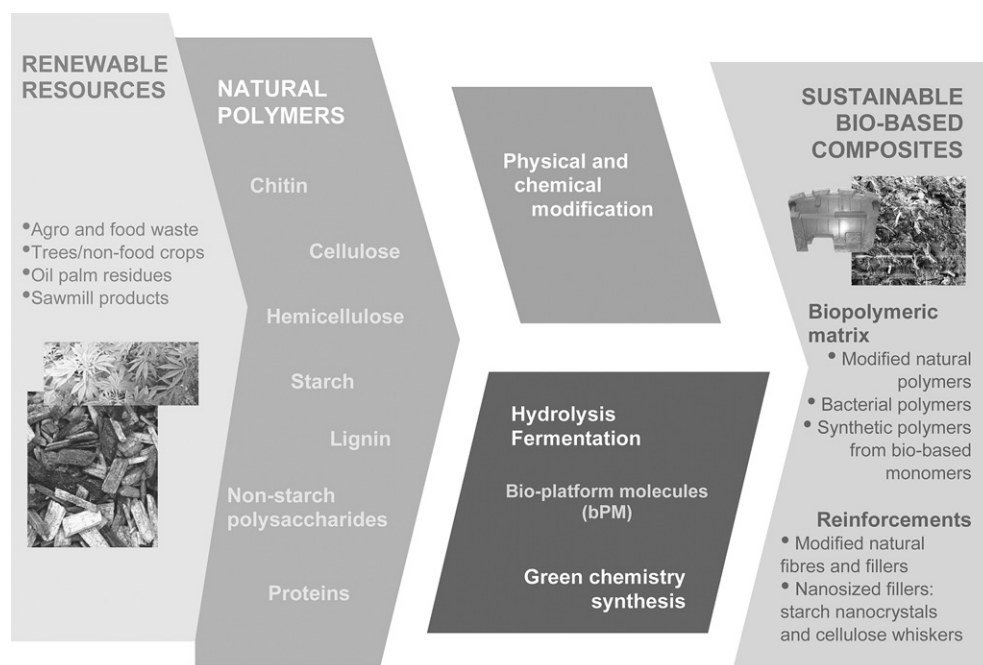 RENEWABLE
RESOURCES
•Agro and food waste
•Trees/non-food crops
•Oil palm residues
•Sawmill products
NATURAL
POLYMERS
Chitin
Cellulose
Hemicellulose
Starch
Lignin
Non-starch
polysaccharides
Proteins
Physical and
chemical
modification
Hydrolysis
Fermentation
Bio-platform molecules
(bPM)
Green chemistry
synthesis
SUSTAINABLE
BIO-BASED
COMPOSITES
Biopolymeric
matrix
• Modified natural
polymers
• Bacterial polymers
• Synthetic polymers
from bio-based
monomers
Reinforcements
• Modified natural
fibres and fillers
• Nanosized fillers:
starch nanocrystals
and cellulose whiskers